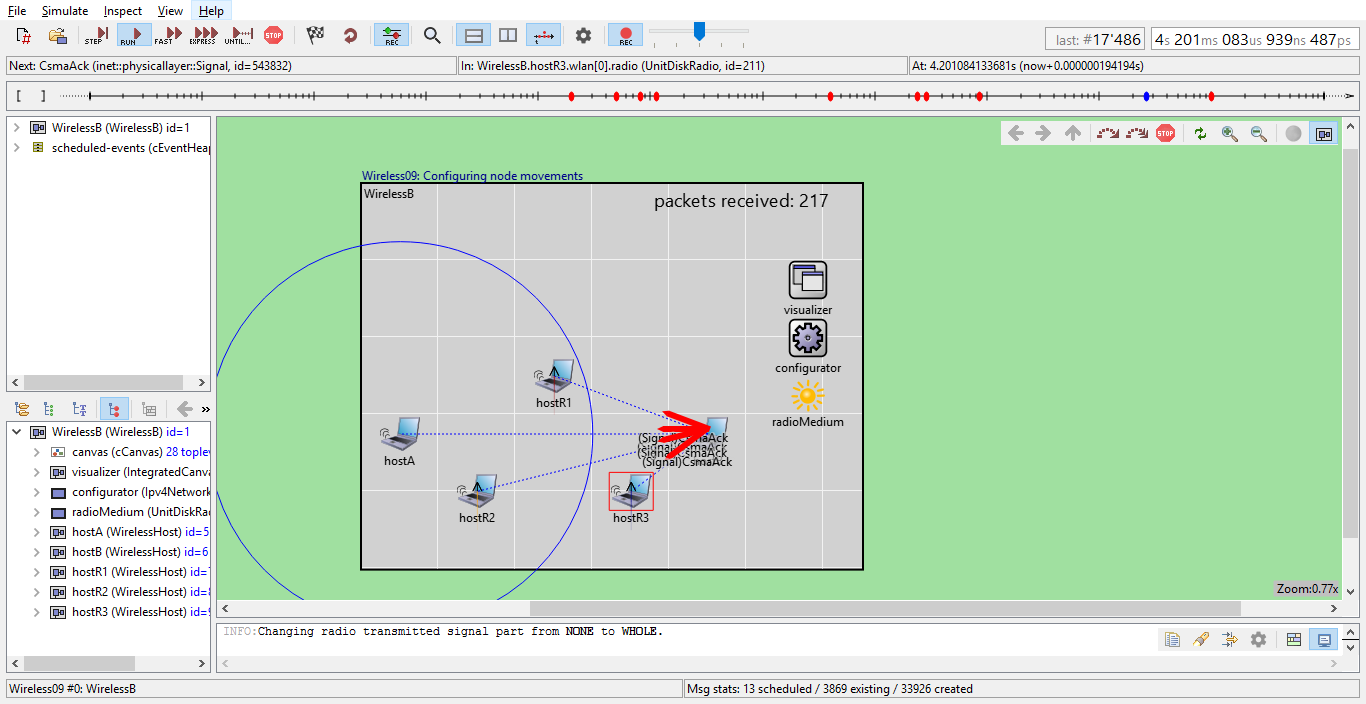 File Simulate Inspect View Help
STEP RUN FAST EXPRESS UNTIL... STOP REC REC last: #17'486 4s 201ms 083us 939ns 487ps
Next: CsmaAck (inet::physicallayer::Signal, id=543832) In: WirelessB.hostR3.wlan[0].radio (UnitDiskRadio, id=211) At: 4.201084133681s (now+0.000000194194s)
[ ]
WirelessB (WirelessB) id=1
scheduled-events (cEventHeap
STOP
Wireless09: Configuring node movements
WirelessB
packets received: 217
visualizer
configurator
radioMedium
hostR1
hostA
hostR2
hostR3
(Signal)CsmaAck
(Signal)CsmaAck
(Signal)CsmaAck
(Signal)CsmaAck
Zoom:0.77x
»
WirelessB (WirelessB) id=1
canvas (cCanvas) 28 toplev
visualizer (IntegratedCanva
configurator (Ipv4Network
radioMedium (UnitDiskRad
hostA (WirelessHost) id=5
hostB (WirelessHost) id=6
hostR1 (WirelessHost) id=
hostR2 (WirelessHost) id=
hostR3 (WirelessHost) id=
INFO:Changing radio transmitted signal part from NONE to WHOLE.
Wireless09 #0: WirelessB Msg stats: 13 scheduled / 3869 existing / 33926 created